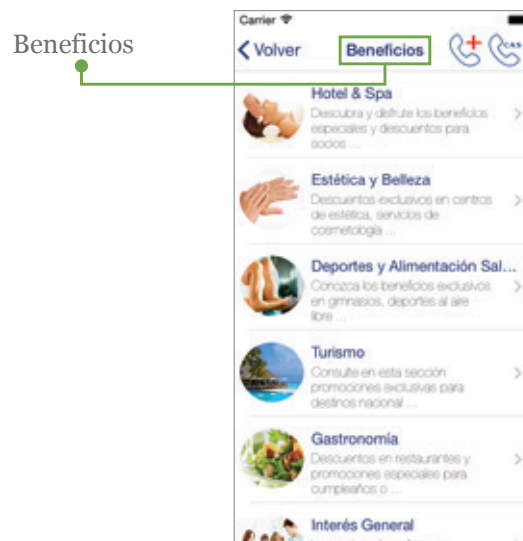 Beneficios
Carrier
Volver
Beneficios
CAS
Hotel & Spa
Descubra y disfrute los beneficios
especiales y descuentos para
socios ...
Estética y Belleza
Descuentos exclusivos en centros
de estética, servicios de
cosmetología ...
Deportes y Alimentación Sal...
Conozca los beneficios exclusivos
en gimnasios, deportes al aire
libre ...
Turismo
Consulte en esta sección
promociones exclusivas para
destinos nacional ...
Gastronomía
Descuentos en restaurantes y
promociones especiales para
cumpleaños o ...
Interés General